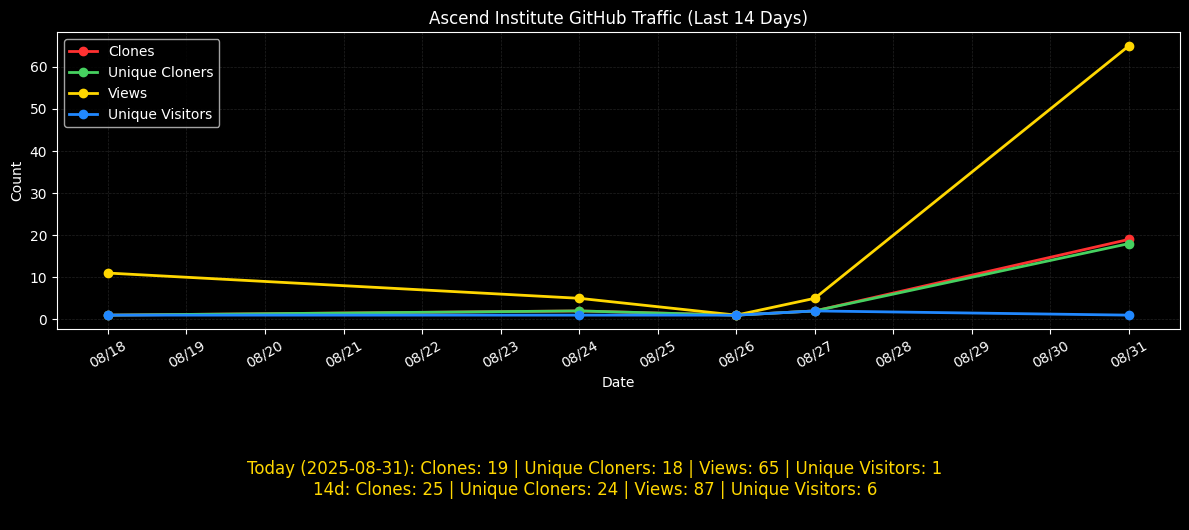 Ascend Institute GitHub Traffic (Last 14 Days)
Clones
Unique Cloners
Views
Unique Visitors
Count
60
50
40
30
20
10
0
08/18
08/19
08/20
08/21
08/22
08/23
08/24
08/25
08/26
08/27
08/28
08/29
08/30
08/31
Date
Today (2025-08-31): Clones: 19 | Unique Cloners: 18 | Views: 65 | Unique Visitors: 1
14d: Clones: 25 | Unique Cloners: 24 | Views: 87 | Unique Visitors: 6